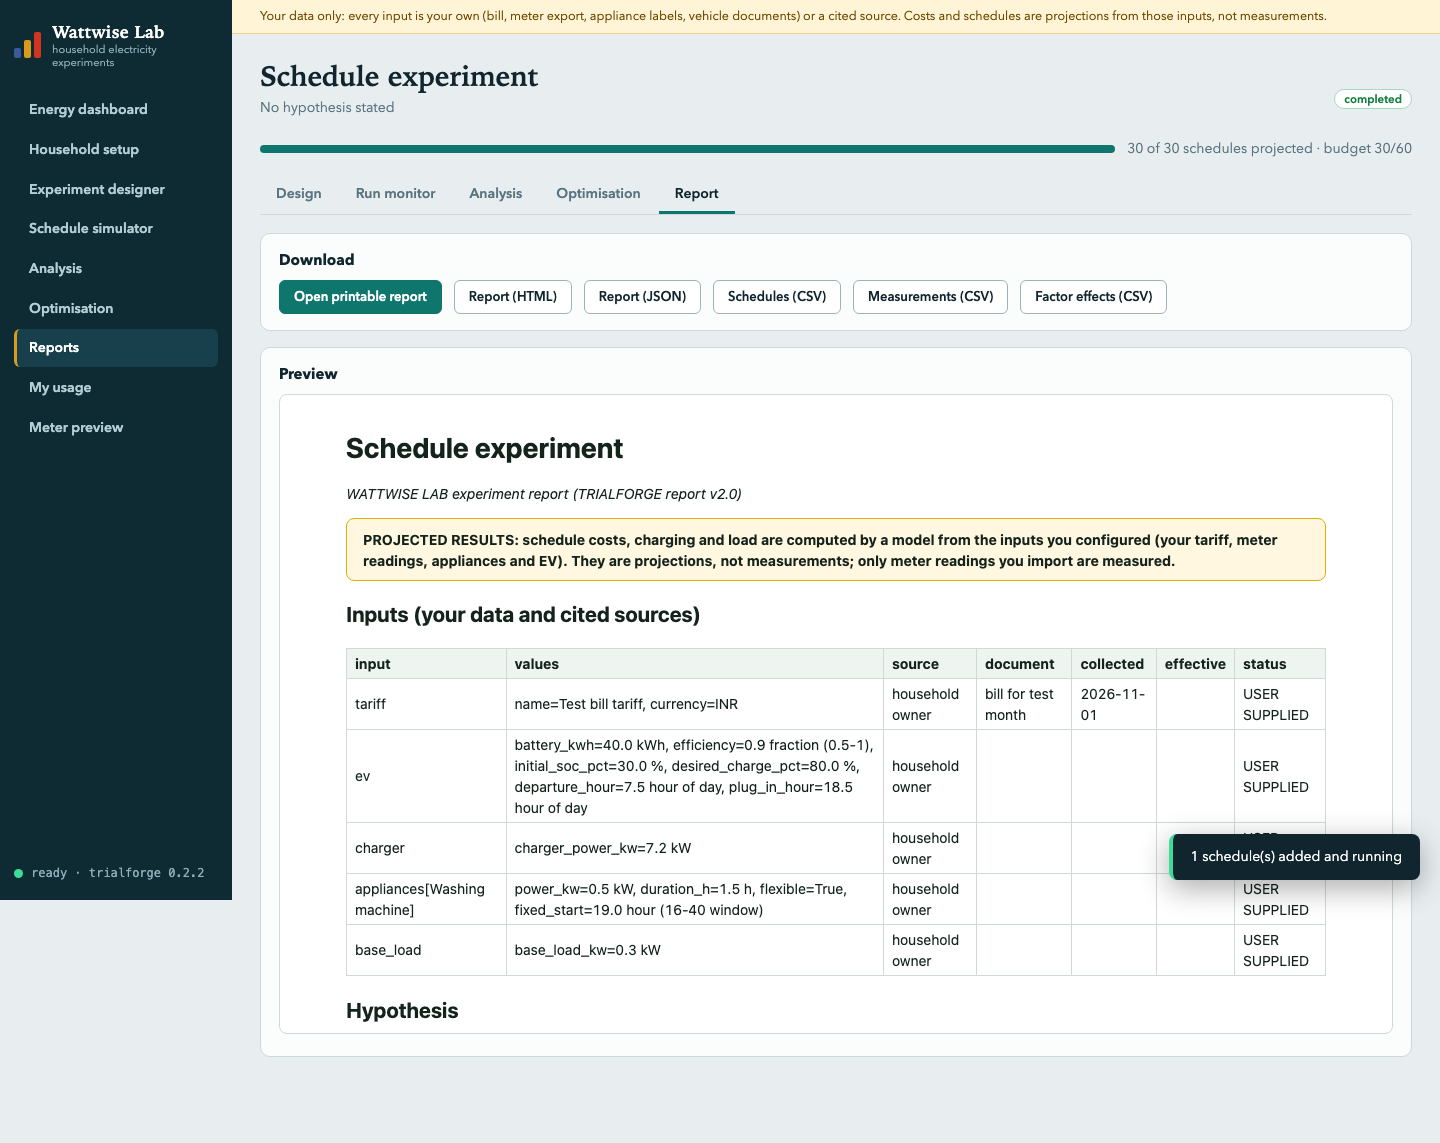 Wattwise Lab
household electricity
experiments
Energy dashboard
Household setup
Experiment designer
Schedule simulator
Analysis
Optimisation
Reports
My usage
Meter preview
ready · trialforge 0.2.2
Your data only: every input is your own (bill, meter export, appliance labels, vehicle documents) or a cited source. Costs and schedules are projections from those inputs, not measurements.
Schedule experiment
No hypothesis stated
completed
30 of 30 schedules projected · budget 30/60
Design Run monitor Analysis Optimisation Report
Download
Open printable report Report (HTML) Report (JSON) Schedules (CSV) Measurements (CSV) Factor effects (CSV)
Preview
Schedule experiment
WATTWISE LAB experiment report (TRIALFORGE report v2.0)
PROJECTED RESULTS: schedule costs, charging and load are computed by a model from the inputs you configured (your tariff, meter
readings, appliances and EV). They are projections, not measurements; only meter readings you import are measured.
Inputs (your data and cited sources)
input values source document collected effective status
tariff name=Test bill tariff, currency=INR household owner bill for test month 2026-11-01 USER SUPPLIED
ev battery_kwh=40.0 kWh, efficiency=0.9 fraction (0.5-1),
initial_soc_pct=30.0 %, desired_charge_pct=80.0 %,
departure_hour=7.5 hour of day, plug_in_hour=18.5
hour of day household owner USER SUPPLIED
charger charger_power_kw=7.2 kW household owner
1 schedule(s) added and running
appliances[Washing machine] power_kw=0.5 kW, duration_h=1.5 h, flexible=True,
fixed_start=19.0 hour (16-40 window) household owner USER SUPPLIED
base_load base_load_kw=0.3 kW household owner USER SUPPLIED
Hypothesis